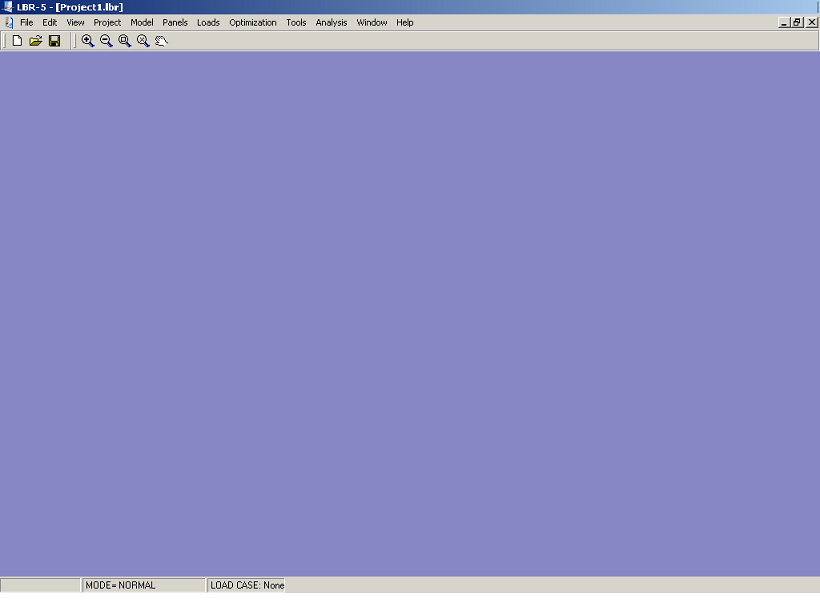 LBR-5 - [Project1.lbr]
File Edit View Project Model Panels Loads Optimization Tools Analysis Window Help
MODE= NORMAL LOAD CASE: None